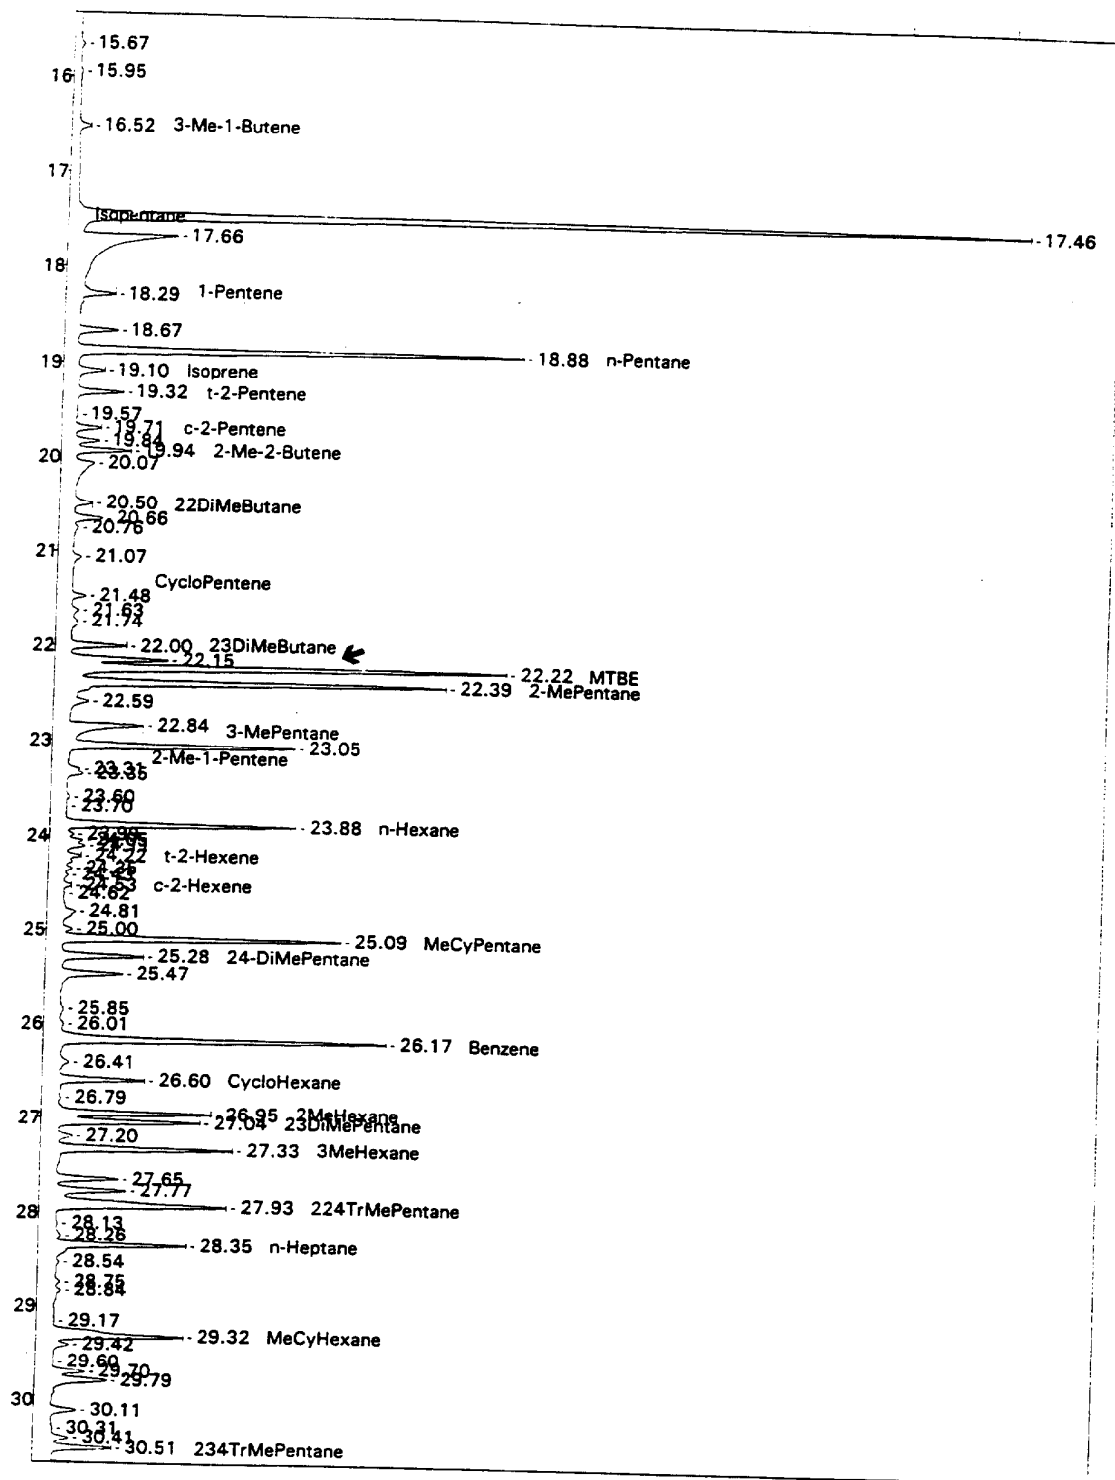 15.67
16 15.95
16.52 3-Me-1-Butene
17
Isopentane
17.66
17.46
18
18.29 1-Pentene
18.67
19 18.88 n-Pentane
19.10 Isoprene
19.32 t-2-Pentene
19.57
19.71 c-2-Pentene
19.84
19.94 2-Me-2-Butene
20 20.07
20.50 22DiMeButane
20.66
20.76
21 21.07
CycloPentene
21.48
21.63
21.74
22 22.00 23DiMeButane
22.15
22.22 MTBE
22.39 2-MePentane
22.59
22.84 3-MePentane
23 23.05
2-Me-1-Pentene
23.31
23.35
23.60
23.70
23.88 n-Hexane
24
24.22 t-2-Hexene
24.53 c-2-Hexene
24.62
24.81
25 25.00
25.09 MeCyPentane
25.28 24-DiMePentane
25.47
25.85
26 26.01
26.17 Benzene
26.41
26.60 CycloHexane
26.79
27 26.95 2MeHexane
27.04 23DiMePentane
27.20
27.33 3MeHexane
27.65
27.77
28 27.93 224TrMePentane
28.13
28.26
28.35 n-Heptane
28.54
28.75
28.84
29
29.17
29.32 MeCyHexane
29.42
29.60
29.70
29.79
30
30.11
30.31
30.41
30.51 234TrMePentane